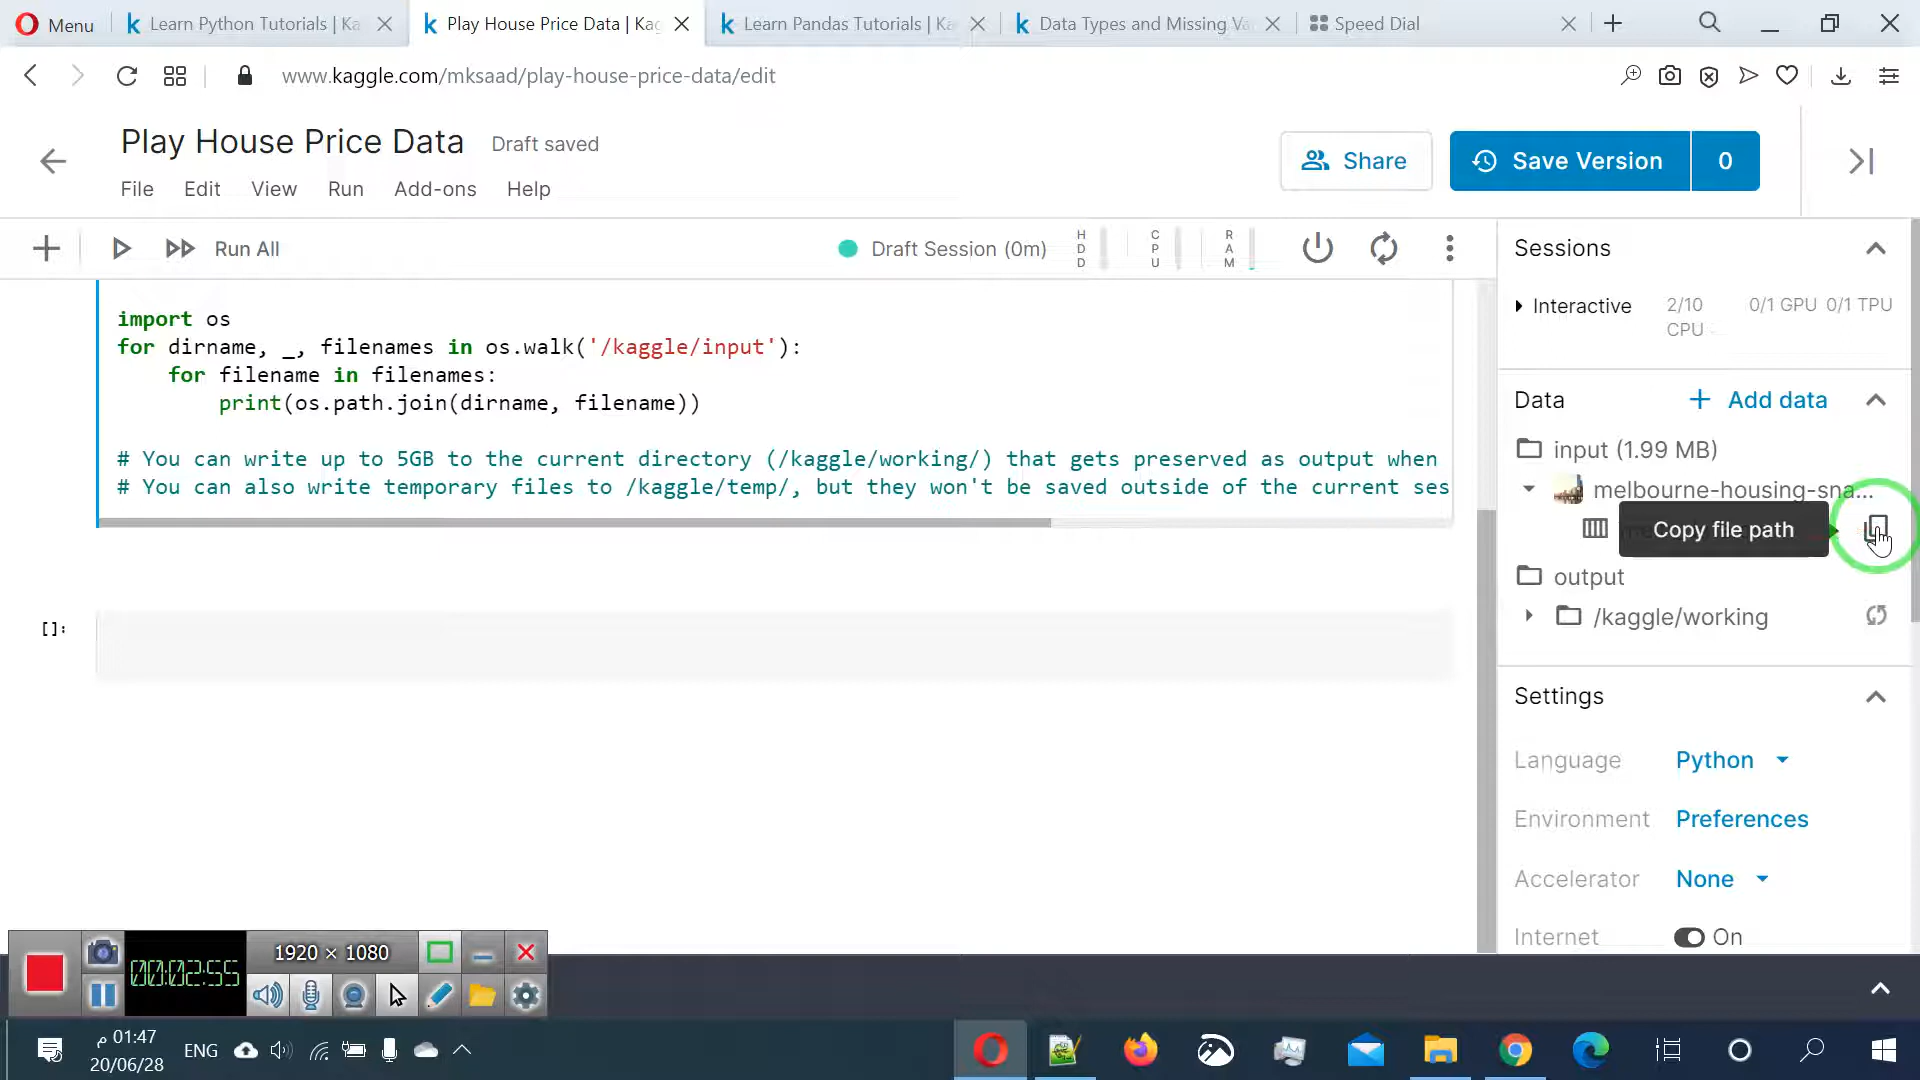 Menu
Learn Python Tutorials | Ka
Play House Price Data | Kag
Learn Pandas Tutorials | Ka
Data Types and Missing Va
Speed Dial
www.kaggle.com/mksaad/play-house-price-data/edit
Play House Price Data
Draft saved
Share
Save Version
0
File
Edit
View
Run
Add-ons
Help
Run All
Draft Session (0m)
HDD
CPU
RAM
import os
for dirname, _, filenames in os.walk('/kaggle/input'):
for filename in filenames:
print(os.path.join(dirname, filename))
# You can write up to 5GB to the current directory (/kaggle/working/) that gets preserved as output when
# You can also write temporary files to /kaggle/temp/, but they won't be saved outside of the current ses
[]:
Sessions
Interactive
2/10 CPU
0/1 GPU
0/1 TPU
Data
+ Add data
input (1.99 MB)
melbourne-housing-sna...
Copy file path
output
/kaggle/working
Settings
Language
Python
Environment
Preferences
Accelerator
None
Internet
On
1920 × 1080
00:02:55
01:47 م
20/06/28
ENG